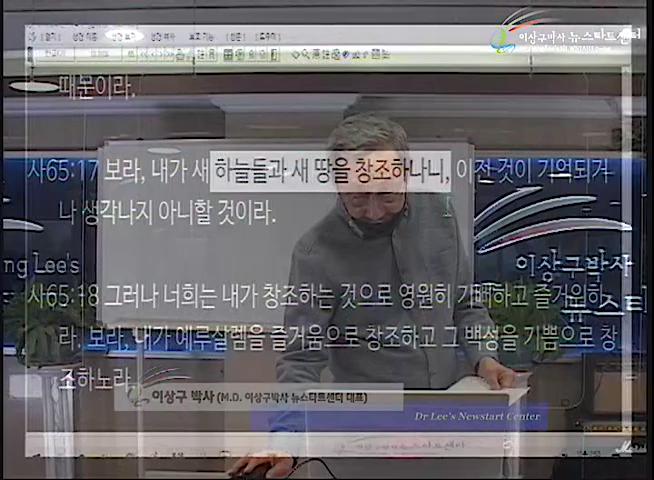 이상구박사 뉴스타트센터
때문이라.
사65:17 보라, 내가 새 하늘들과 새 땅을 창조하나니, 이전 것이 기억되거
나 생각나지 아니할 것이라.
ng Lee's
이상구박사
뉴스타
사65:18 그러나 너희는 내가 창조하는 것으로 영원히 기뻐하고 즐거워하
라. 보라, 내가 예루살렘을 즐거움으로 창조하고 그 백성을 기쁨으로 창
조하노라.
이상구 박사 (M.D. 이상구박사 뉴스타트센터 대표)
Dr Lee's Newstart Center